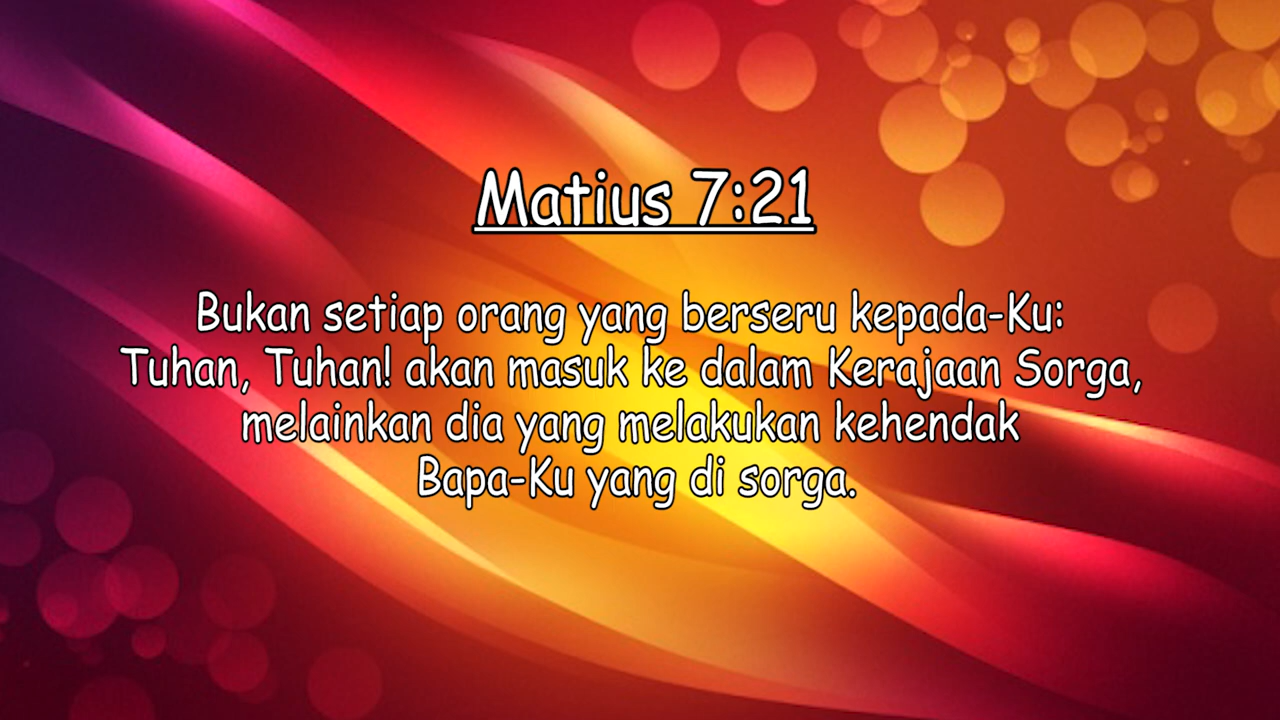 Matius 7:21
Bukan setiap orang yang berseru kepada-Ku:
Tuhan, Tuhan! akan masuk ke dalam Kerajaan Sorga,
melainkan dia yang melakukan kehendak
Bapa-Ku yang di sorga.